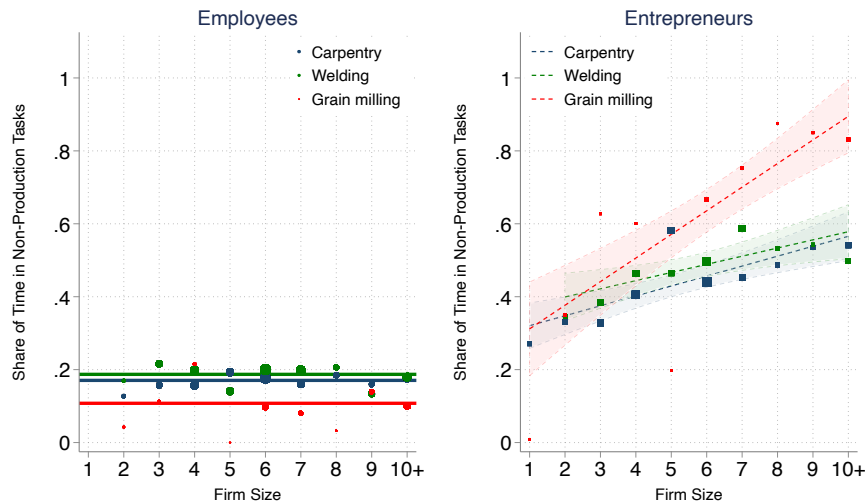 Employees
Share of Time in Non-Production Tasks
1
.8
.6
.4
.2
0
Carpentry
Welding
Grain milling
1 2 3 4 5 6 7 8 9 10+
Firm Size
Entrepreneurs
Share of Time in Non-Production Tasks
1
.8
.6
.4
.2
0
Carpentry
Welding
Grain milling
1 2 3 4 5 6 7 8 9 10+
Firm Size